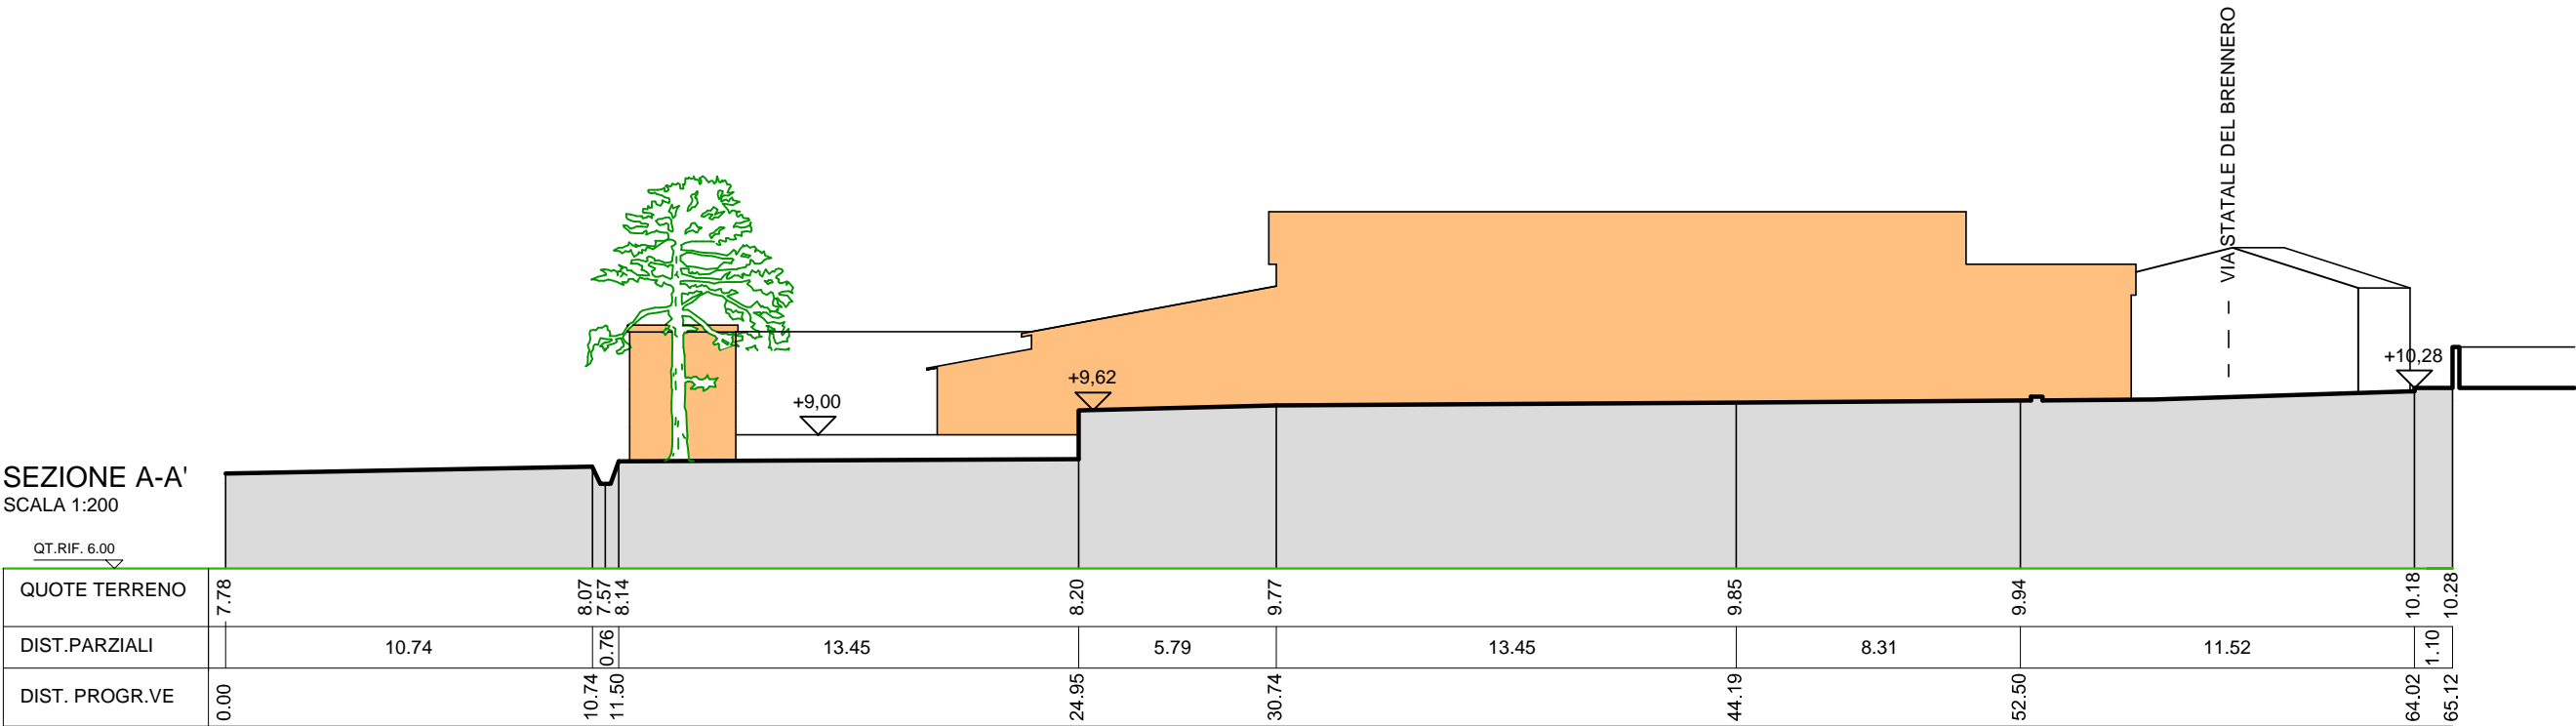 VIA STATALE DEL BRENNERO
+10,28
+9,62
+9,00
SEZIONE A-A'
SCALA 1:200
QT.RIF. 6.00
QUOTE TERRENO 7.78 8.07 7.57 8.14 8.20 9.77 9.85 9.94 10.18 10.28
DIST.PARZIALI 10.74 0.76 13.45 5.79 13.45 8.31 11.52 1.10
DIST. PROGR.VE 0.00 10.74 11.50 24.95 30.74 44.19 52.50 64.02 65.12